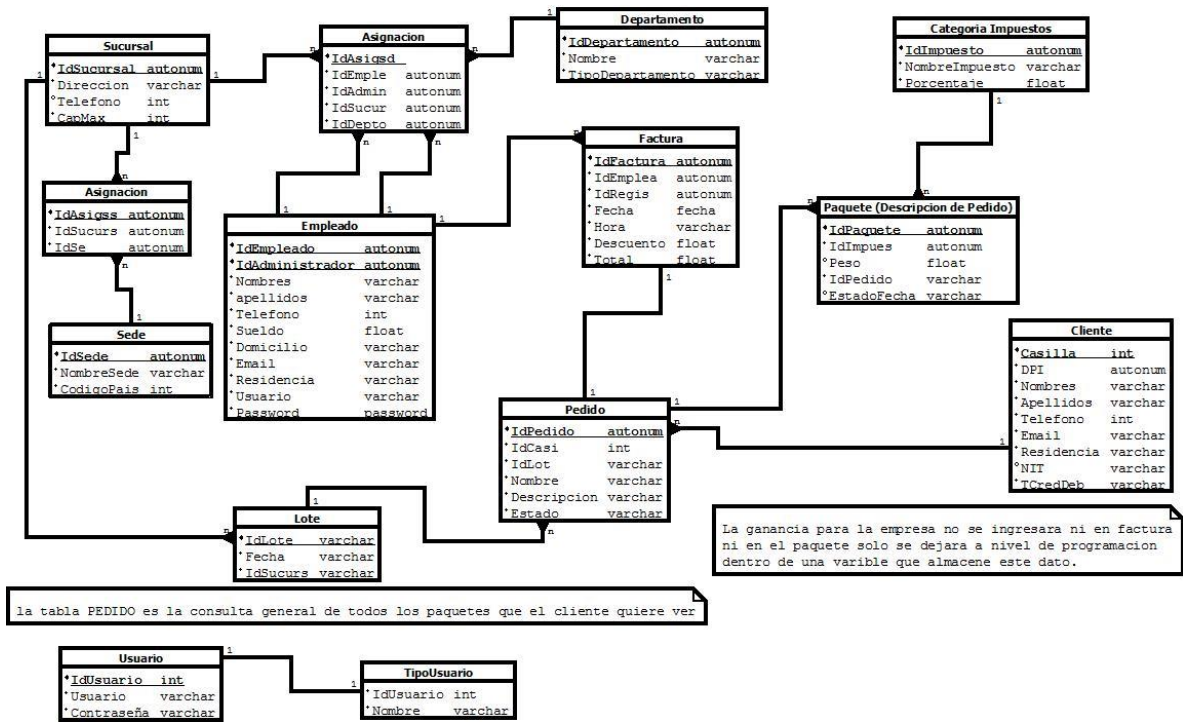 Sucursal
IdSucursal autonum
Direccion varchar
Telefono int
CapMax int
Asignacion
IdAsigsd
IdEmple autonum
IdAdmin autonum
IdSucur autonum
IdDepto autonum
Departamento
IdDepartamento autonum
Nombre varchar
TipoDepartamento varchar
Categoria Impuestos
IdImpuesto autonum
NombreImpuesto varchar
Porcentaje float
Asignacion
IdAsigss autonum
IdSucurs autonum
IdSe autonum
Sede
IdSede autonum
NombreSede varchar
CodigoPais int
Empleado
IdEmpleado autonum
IdAdministrador autonum
Nombres varchar
apellidos varchar
Telefono int
Sueldo float
Domicilio varchar
Email varchar
Residencia varchar
Usuario varchar
Password password
Factura
IdFactura autonum
IdEmplea autonum
IdRegis autonum
Fecha fecha
Hora varchar
Descuento float
Total float
Paquete (Descripcion de Pedido)
IdPaquete autonum
IdImpues autonum
Peso float
IdPedido varchar
EstadoFecha varchar
Cliente
Casilla int
DPI autonum
Nombres varchar
Apellidos varchar
Telefono int
Email varchar
Residencia varchar
NIT varchar
TCredDeb varchar
Pedido
IdPedido autonum
IdCasi int
IdLot varchar
Nombre varchar
Descripcion varchar
Estado varchar
Lote
IdLote varchar
Fecha varchar
IdSucurs varchar
La ganancia para la empresa no se ingresara ni en factura
ni en el paquete solo se dejara a nivel de programacion
dentro de una varible que almacene este dato.
la tabla PEDIDO es la consulta general de todos los paquetes que el cliente quiere ver
Usuario
IdUsuario int
Usuario varchar
Contraseña varchar
TipoUsuario
IdUsuario int
Nombre varchar